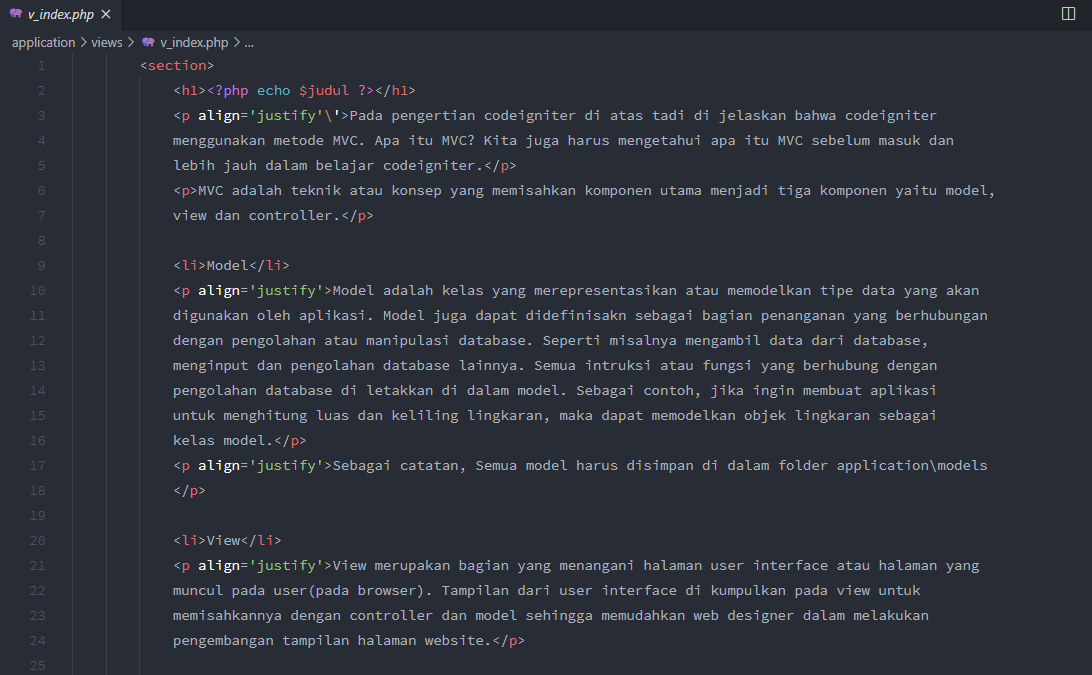 v_index.php ×
application > views > v_index.php > ...
1 <section>
2 <h1><?php echo $judul ?></h1>
3 <p align='justify'\'>Pada pengertian codeigniter di atas tadi di jelaskan bahwa codeigniter
4 menggunakan metode MVC. Apa itu MVC? Kita juga harus mengetahui apa itu MVC sebelum masuk dan
5 lebih jauh dalam belajar codeigniter.</p>
6 <p>MVC adalah teknik atau konsep yang memisahkan komponen utama menjadi tiga komponen yaitu model,
7 view dan controller.</p>
8
9 <li>Model</li>
10 <p align='justify'>Model adalah kelas yang merepresentasikan atau memodelkan tipe data yang akan
11 digunakan oleh aplikasi. Model juga dapat didefinisakn sebagai bagian penanganan yang berhubungan
12 dengan pengolahan atau manipulasi database. Seperti misalnya mengambil data dari database,
13 menginput dan pengolahan database lainnya. Semua intruksi atau fungsi yang berhubung dengan
14 pengolahan database di letakkan di dalam model. Sebagai contoh, jika ingin membuat aplikasi
15 untuk menghitung luas dan keliling lingkaran, maka dapat memodelkan objek lingkaran sebagai
16 kelas model.</p>
17 <p align='justify'>Sebagai catatan, Semua model harus disimpan di dalam folder application\models
18 </p>
19
20 <li>View</li>
21 <p align='justify'>View merupakan bagian yang menangani halaman user interface atau halaman yang
22 muncul pada user(pada browser). Tampilan dari user interface di kumpulkan pada view untuk
23 memisahkannya dengan controller dan model sehingga memudahkan web designer dalam melakukan
24 pengembangan tampilan halaman website.</p>
25